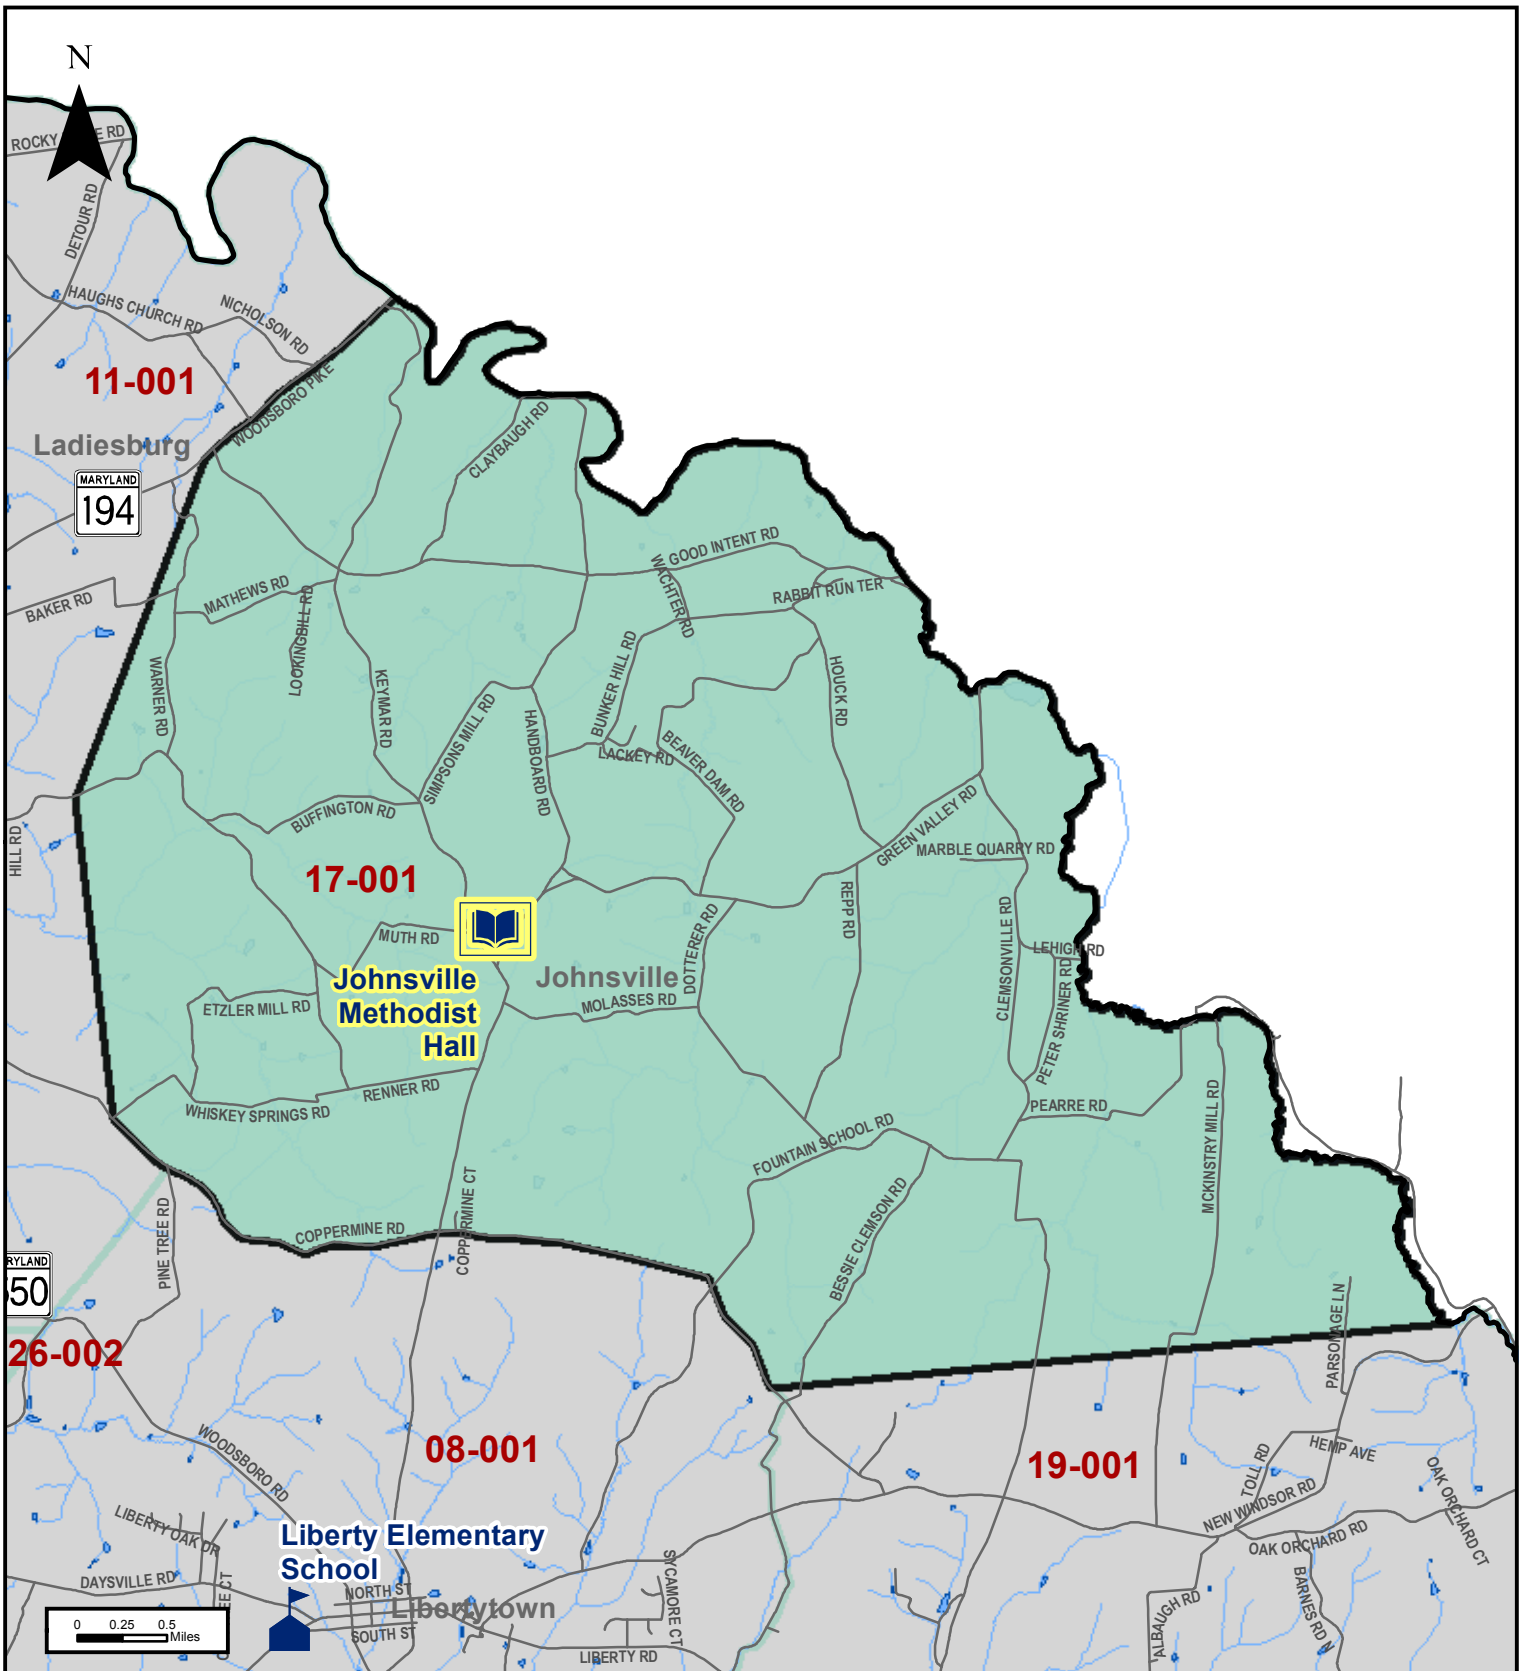 N
ROCKY
E RD
DETOUR RD
HAUGHS CHURCH RD
NICHOLSON RD
11-001
WOODSBORO PIKE
Ladiesburg
MARYLAND
194
CLAYBAUGH RD
GOOD INTENT RD
WACHTER RD
RABBIT RUN TER
BAKER RD
MATHEWS RD
LOOKINGBILL RD
WARNER RD
KEYMAR RD
SIMPSONS MILL RD
HANDBOARD RD
BUNKER HILL RD
LACKEY RD
BEAVER DAM RD
HOUCK RD
BUFFINGTON RD
GREEN VALLEY RD
MARBLE QUARRY RD
HILL RD
17-001
REPP RD
CLEMSONVILLE RD
LEHIGH RD
PETER SHRINER RD
MUTH RD
DOTTERER RD
Johnsville
Johnsville
Methodist
Hall
MOLASSES RD
ETZLER MILL RD
RENNER RD
WHISKEY SPRINGS RD
PEARRE RD
MCKINSTRY MILL RD
FOUNTAIN SCHOOL RD
BESSIE CLEMSON RD
COPPERMINE CT
COPPERMINE RD
PINE TREE RD
RYLAND
550
26-002
PARSONAGE LN
08-001
19-001
WOODSBORO RD
TOLL RD
HEMP AVE
NEW WINDSOR RD
OAK ORCHARD RD
OAK ORCHARD CT
LIBERTY OAK DR
Liberty Elementary
School
DAYSVILLE RD
EE CT
NORTH ST
Libertytown
SOUTH ST
SYCAMORE CT
LIBERTY RD
ALBAUGH RD
BARNES RD N
0 0.25 0.5
Miles